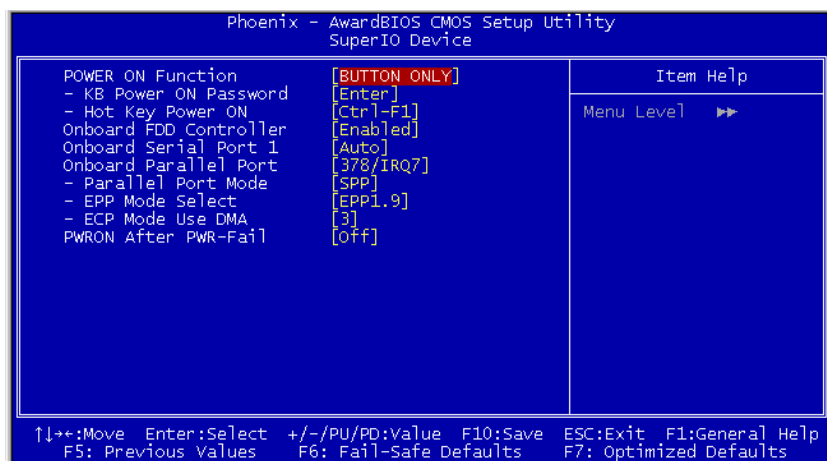 Phoenix - AwardBIOS CMOS Setup Utility
SuperIO Device
POWER ON Function [BUTTON ONLY]
- KB Power ON Password [Enter]
- Hot Key Power ON [Ctrl-F1]
Onboard FDD Controller [Enabled]
Onboard Serial Port 1 [Auto]
Onboard Parallel Port [378/IRQ7]
- Parallel Port Mode [SPP]
- EPP Mode Select [EPP1.9]
- ECP Mode Use DMA [3]
PWRON After PWR-Fail [Off]
Item Help
Menu Level ▶▶
↑↓→←:Move Enter:Select +/-/PU/PD:Value F10:Save ESC:Exit F1:General Help
F5: Previous Values F6: Fail-Safe Defaults F7: Optimized Defaults